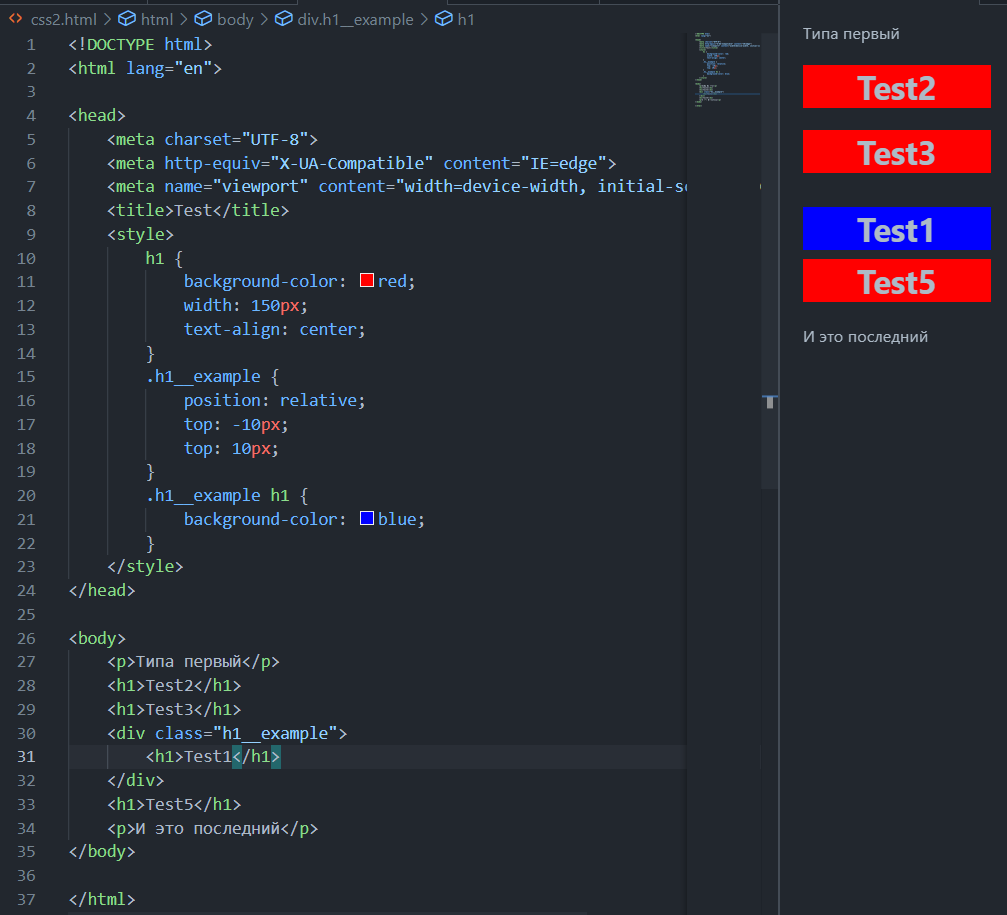 css2.html > html > body > div.h1__example > h1
1 <!DOCTYPE html>
2 <html lang="en">
3
4 <head>
5 <meta charset="UTF-8">
6 <meta http-equiv="X-UA-Compatible" content="IE=edge">
7 <meta name="viewport" content="width=device-width, initial-sc
8 <title>Test</title>
9 <style>
10 h1 {
11 background-color: red;
12 width: 150px;
13 text-align: center;
14 }
15 .h1__example {
16 position: relative;
17 top: -10px;
18 top: 10px;
19 }
20 .h1__example h1 {
21 background-color: blue;
22 }
23 </style>
24 </head>
25
26 <body>
27 <p>Типа первый</p>
28 <h1>Test2</h1>
29 <h1>Test3</h1>
30 <div class="h1__example">
31 <h1>Test1</h1>
32 </div>
33 <h1>Test5</h1>
34 <p>И это последний</p>
35 </body>
36
37 </html>
Типа первый
Test2
Test3
Test1
Test5
И это последний